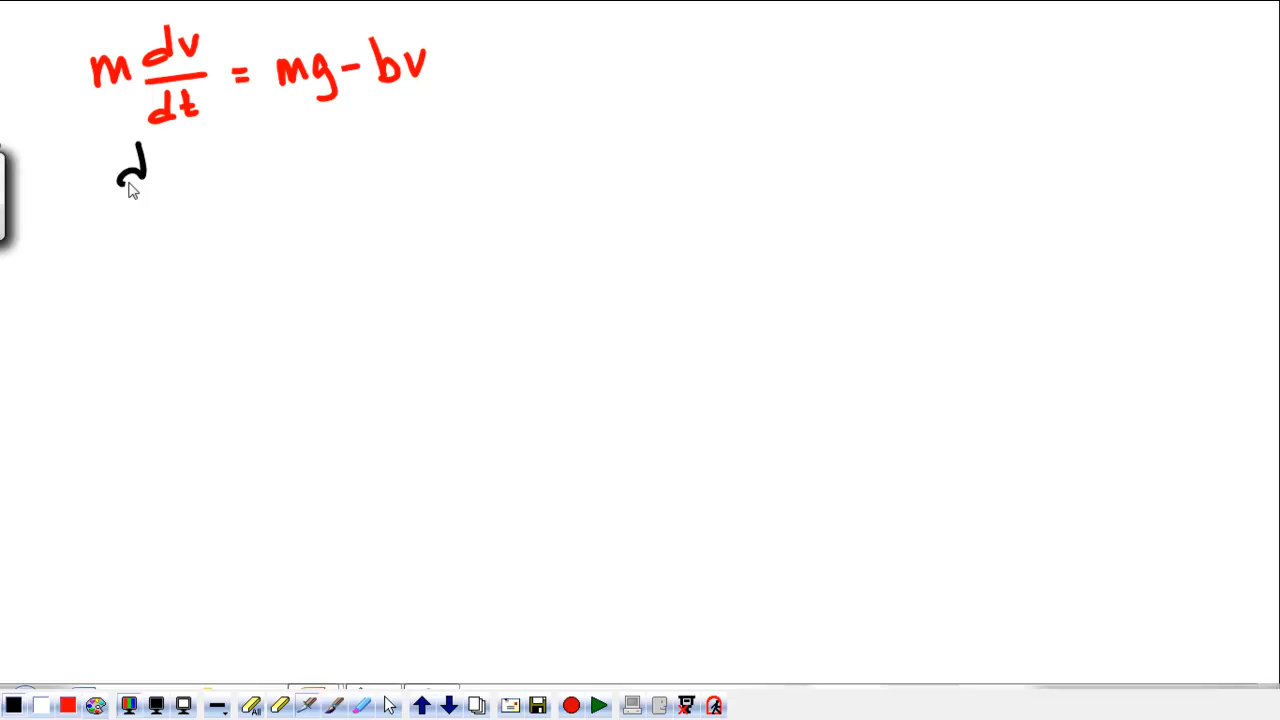 m dv/dt = mg - bv
d